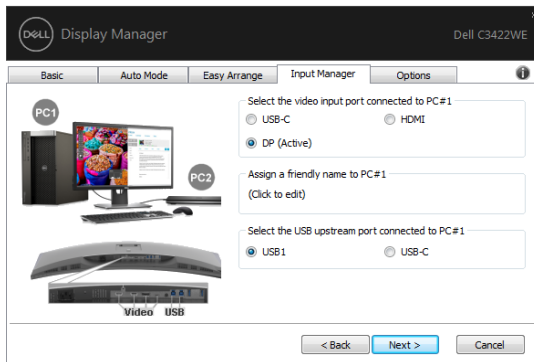 DELL Display Manager Dell C3422WE
Basic Auto Mode Easy Arrange Input Manager Options
PC1
PC2
Video USB
Select the video input port connected to PC#1
USB-C HDMI
DP (Active)
Assign a friendly name to PC#1
(Click to edit)
Select the USB upstream port connected to PC#1
USB1 USB-C
< Back Next > Cancel